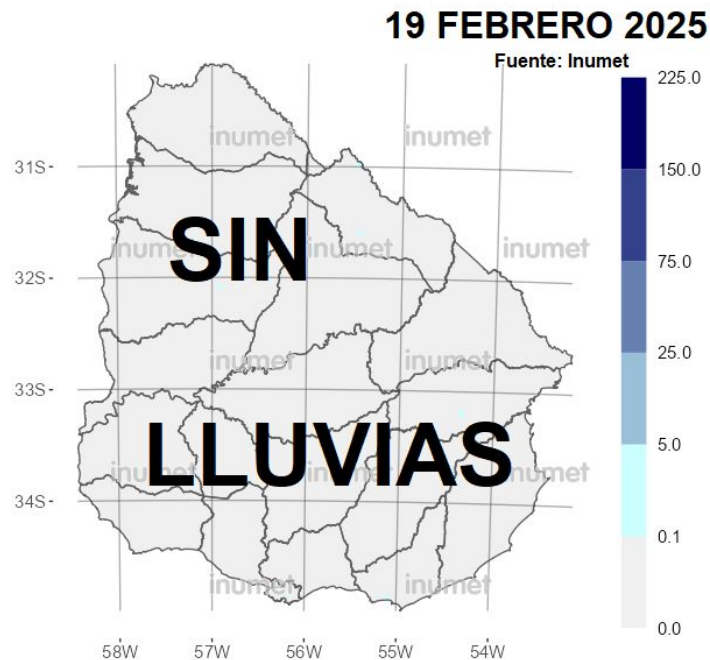 19 FEBRERO 2025
Fuente: Inumet
225.0
inumet inumet
31S
150.0
SIN
inumet inumet inumet
75.0
32S
25.0
inumet inumet
33S
5.0
LLUVIAS
inumet inumet inumet
34S
0.1
inumet inumet
0.0
58W 57W 56W 55W 54W